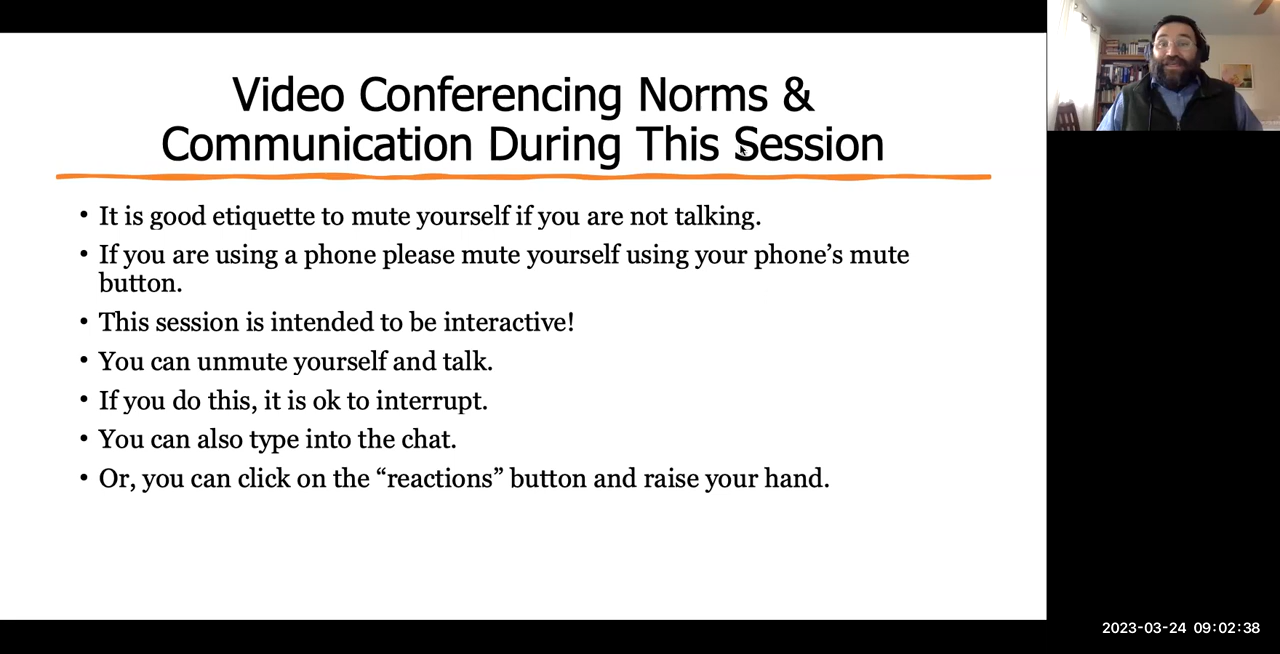 Video Conferencing Norms &
Communication During This Session
• It is good etiquette to mute yourself if you are not talking.
• If you are using a phone please mute yourself using your phone’s mute
button.
• This session is intended to be interactive!
• You can unmute yourself and talk.
• If you do this, it is ok to interrupt.
• You can also type into the chat.
• Or, you can click on the “reactions” button and raise your hand.
2023-03-24 09:02:38